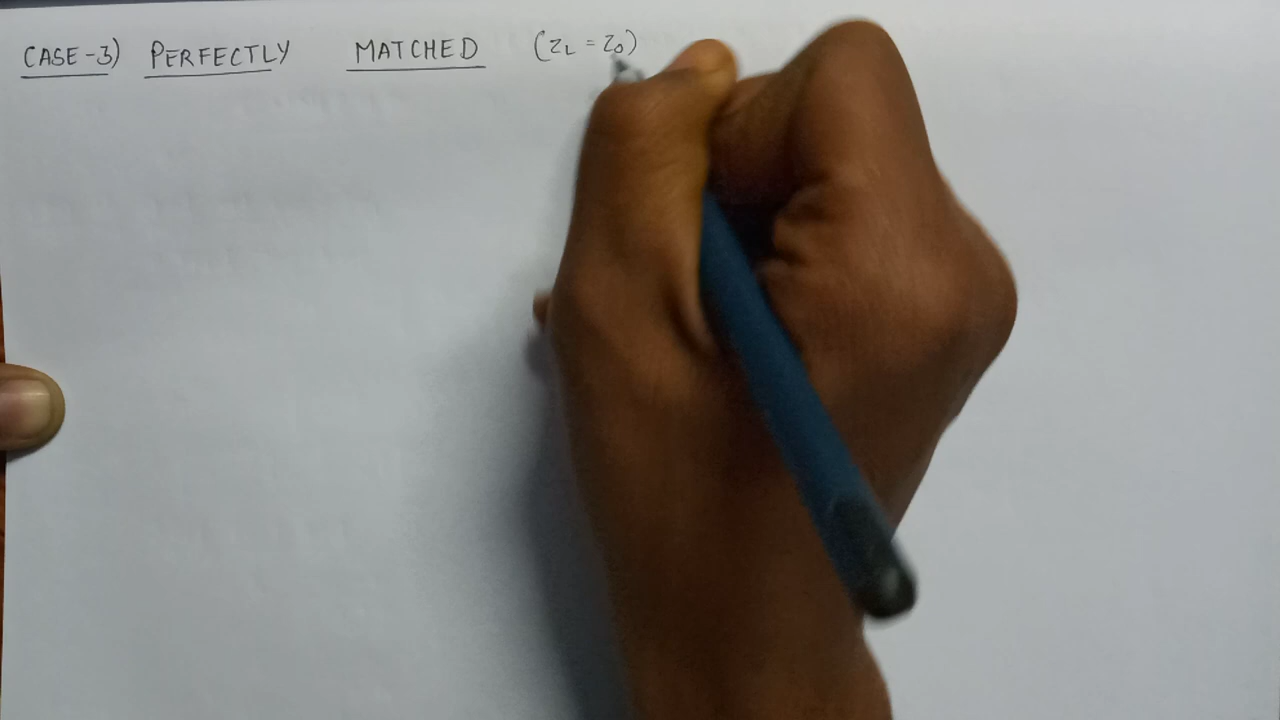 CASE-3) PERFECTLY MATCHED (ZL = Z0)